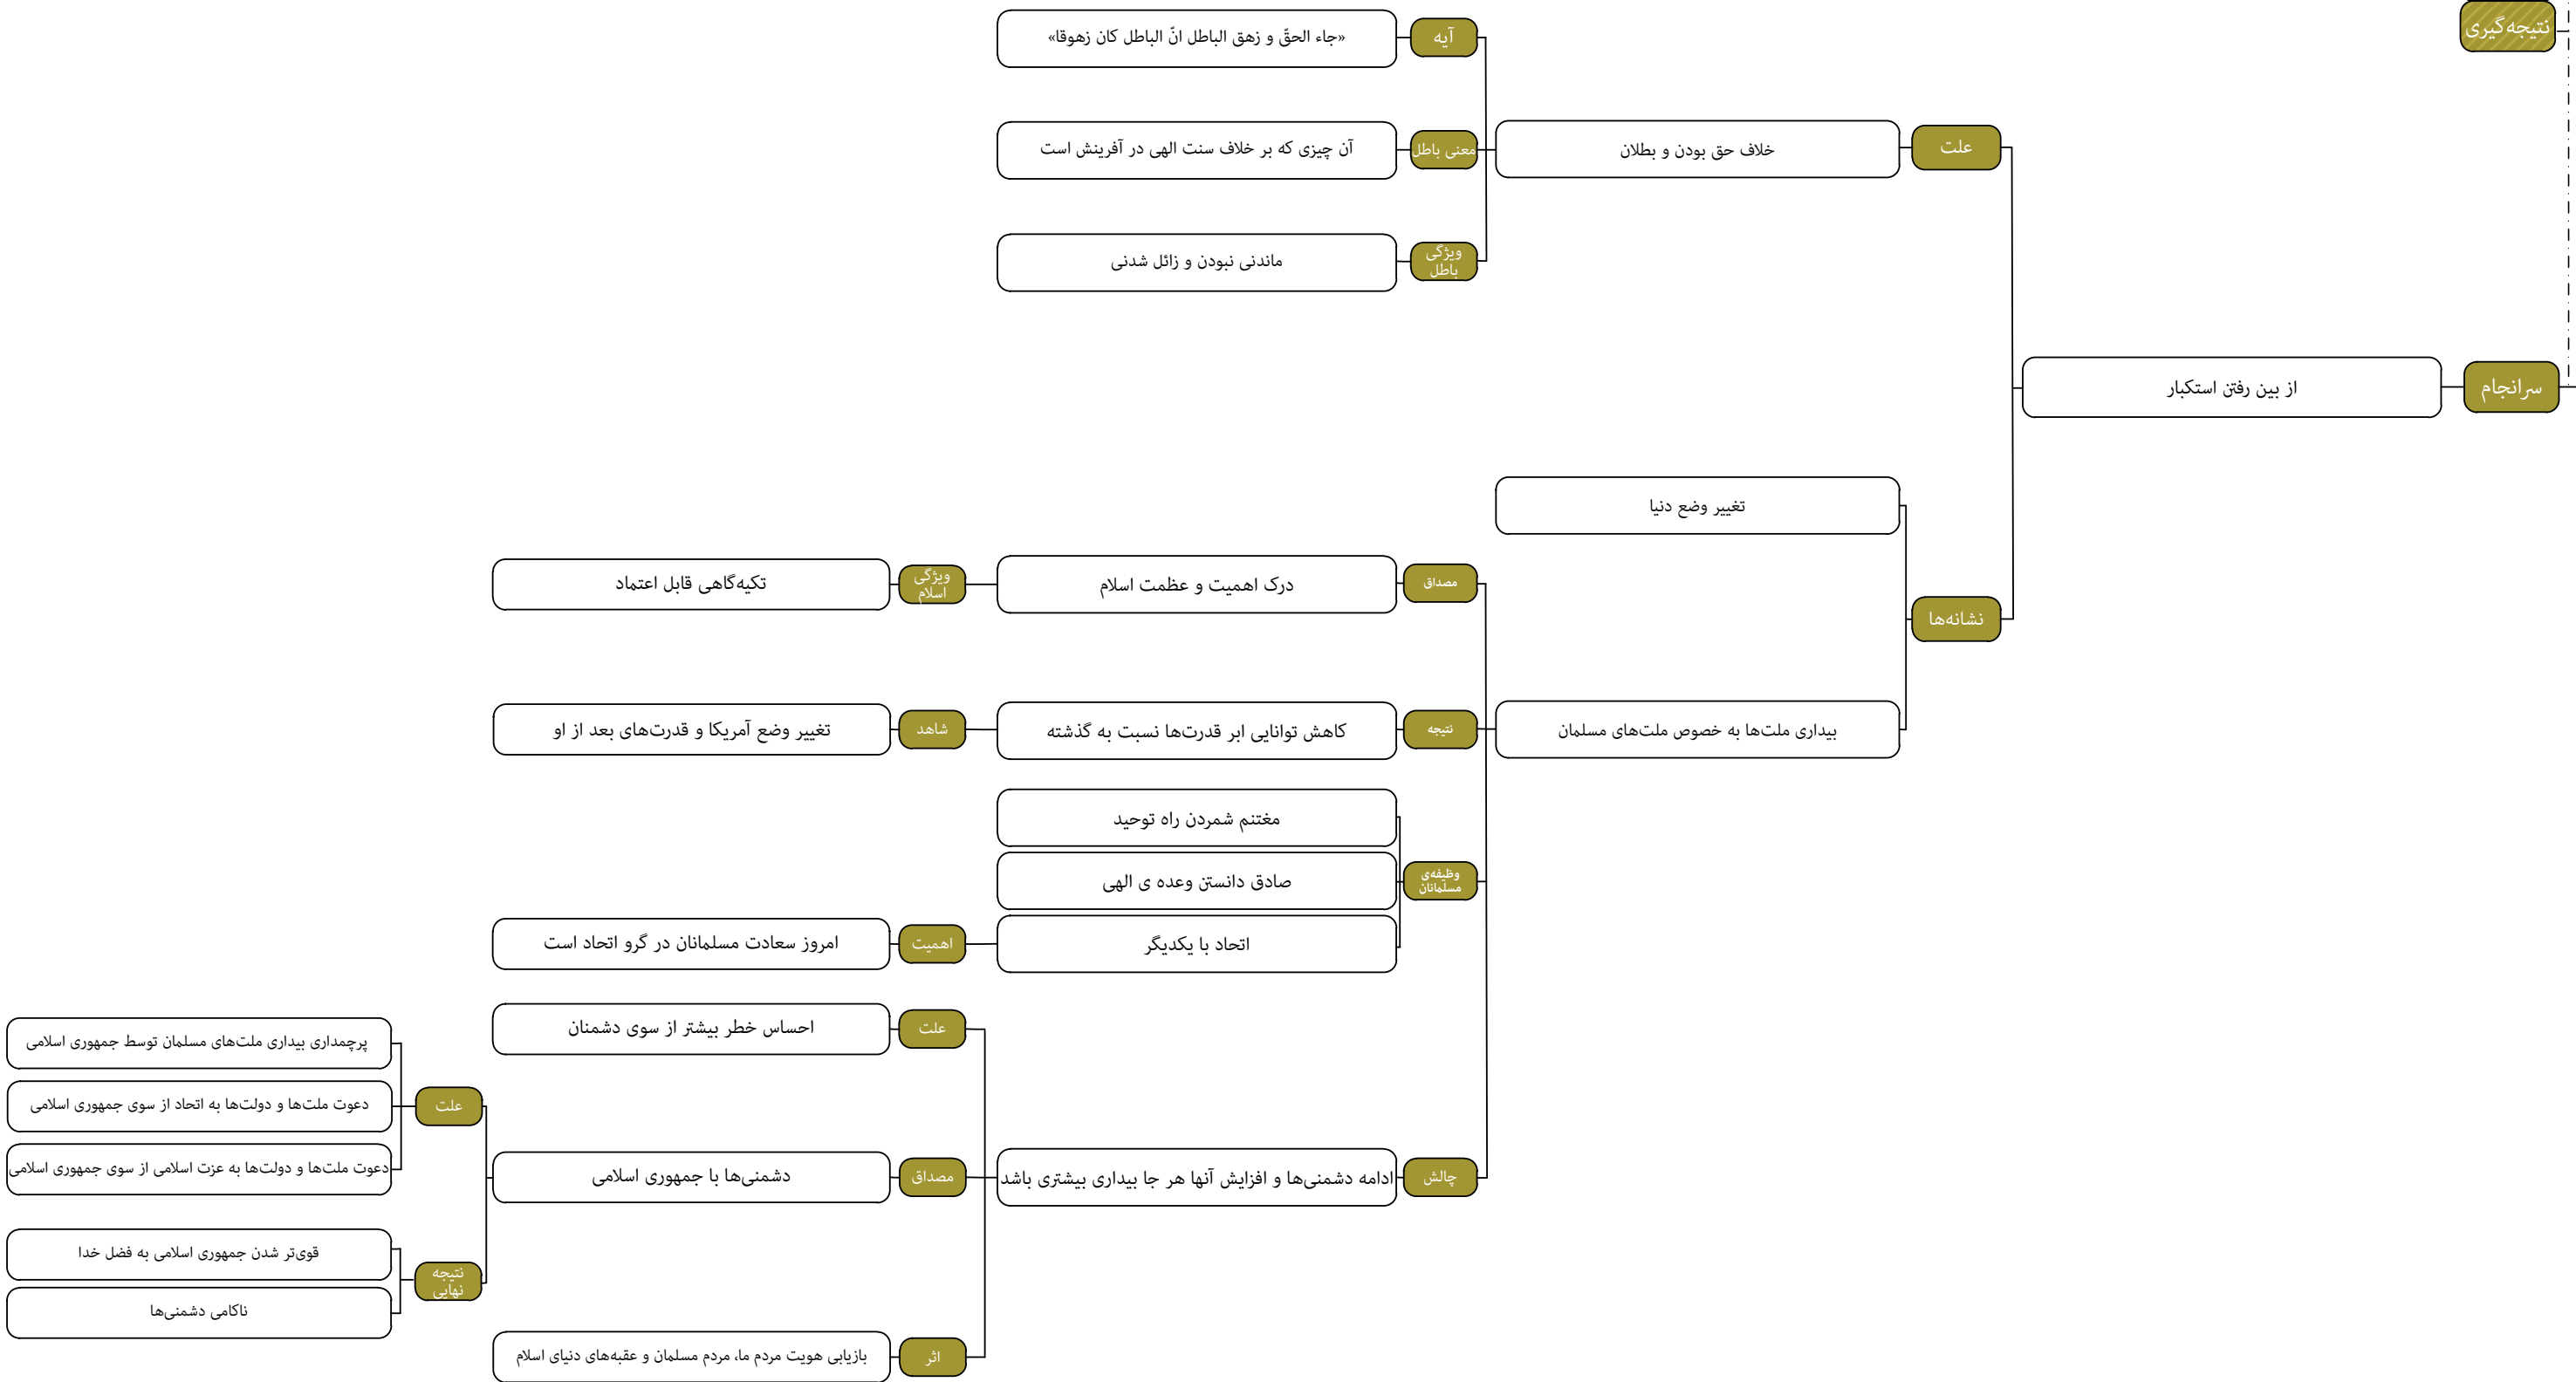 نتیجه‌گیری
سرانجام
از بین رفتن استکبار
علت
خلاف حق بودن و بطلان
آیه
«جاء الحقّ و زهق الباطل انّ الباطل کان زهوقا»
معنی باطل
آن چیزی که بر خلاف سنت الهی در آفرینش است
ویژگی
باطل
ماندنی نبودن و زائل شدنی
نشانه‌ها
تغییر وضع دنیا
بیداری ملت‌ها به خصوص ملت‌های مسلمان
مصداق
درک اهمیت و عظمت اسلام
ویژگی
اسلام
تکیه‌گاهی قابل اعتماد
نتیجه
کاهش توانایی ابر قدرت‌ها نسبت به گذشته
شاهد
تغییر وضع آمریکا و قدرت‌های بعد از او
وظیفه‌ی
مسلمانان
مغتنم شمردن راه توحید
صادق دانستن وعده ی الهی
اتحاد با یکدیگر
اهمیت
امروز سعادت مسلمانان در گرو اتحاد است
چالش
ادامه دشمنی‌ها و افزایش آنها هر جا بیداری بیشتری باشد
علت
احساس خطر بیشتر از سوی دشمنان
مصداق
دشمنی‌ها با جمهوری اسلامی
علت
پرچمداری بیداری ملت‌های مسلمان توسط جمهوری اسلامی
دعوت ملت‌ها و دولت‌ها به اتحاد از سوی جمهوری اسلامی
دعوت ملت‌ها و دولت‌ها به عزت اسلامی از سوی جمهوری اسلامی
نتیجه
نهایی
قوی‌تر شدن جمهوری اسلامی به فضل خدا
ناکامی دشمنی‌ها
اثر
بازیابی هویت مردم ما، مردم مسلمان و عقبه‌های دنیای اسلام